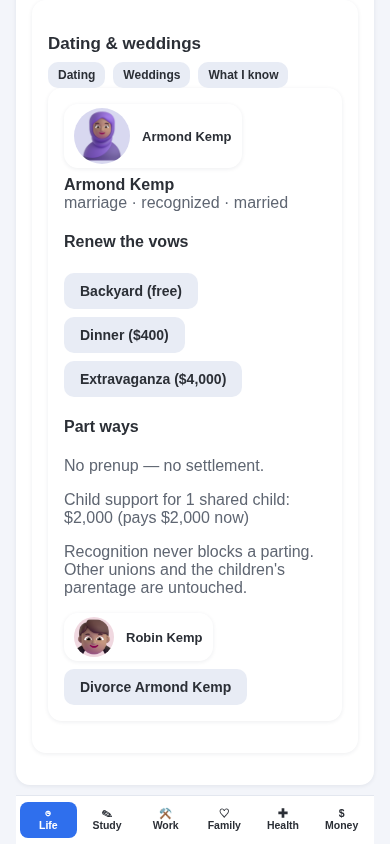 Dating & weddings
Dating
Weddings
What I know
Armond Kemp
Armond Kemp
marriage · recognized · married
Renew the vows
Backyard (free)
Dinner ($400)
Extravaganza ($4,000)
Part ways
No prenup — no settlement.
Child support for 1 shared child:
$2,000 (pays $2,000 now)
Recognition never blocks a parting.
Other unions and the children's
parentage are untouched.
Robin Kemp
Divorce Armond Kemp
Life
Study
Work
Family
Health
$
Money